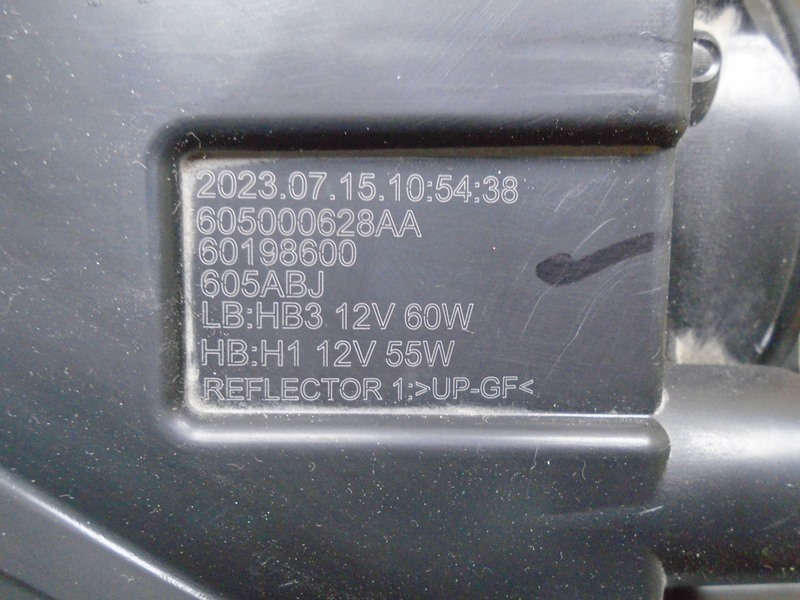 2023.07.15.10:54:38
605000628AA
60198600
605ABJ
LB:HB3 12V 60W
HB:H1 12V 55W
REFLECTOR 1:>UP-GF<